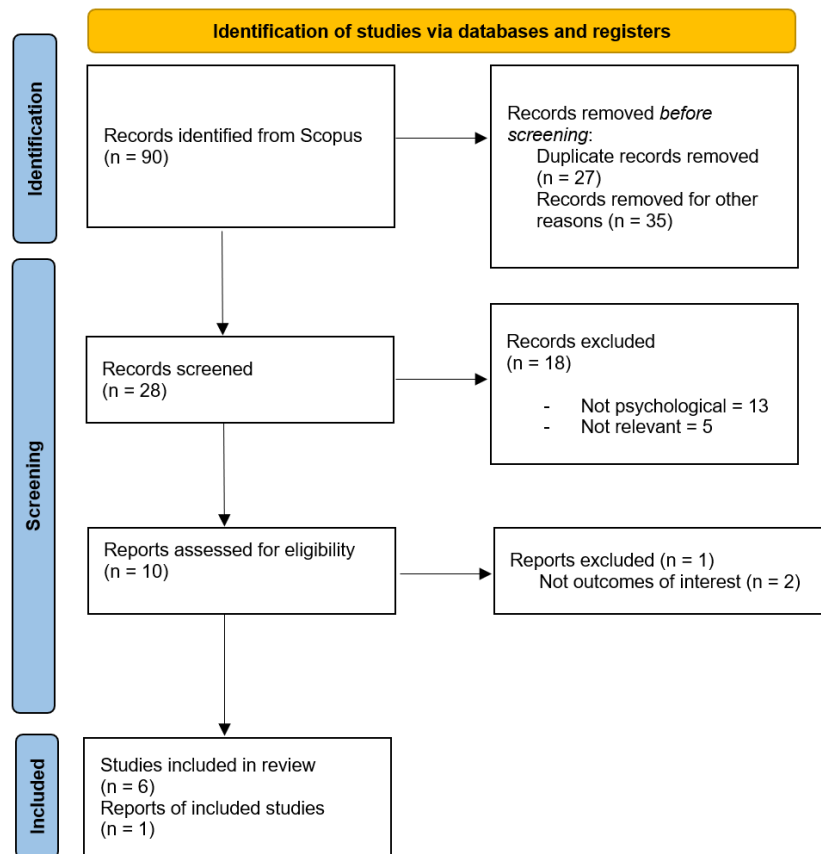 Identification of studies via databases and registers
Identification
Records identified from Scopus
(n = 90)
Records removed before
screening:
Duplicate records removed
(n = 27)
Records removed for other
reasons (n = 35)
Screening
Records screened
(n = 28)
Records excluded
(n = 18)
- Not psychological = 13
- Not relevant = 5
Reports assessed for eligibility
(n = 10)
Reports excluded (n = 1)
Not outcomes of interest (n = 2)
Included
Studies included in review
(n = 6)
Reports of included studies
(n = 1)